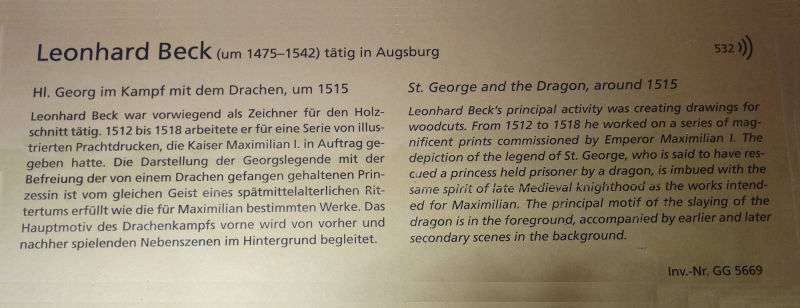 Leonhard Beck (um 1475–1542) tätig in Augsburg
532
Hl. Georg im Kampf mit dem Drachen, um 1515
Leonhard Beck war vorwiegend als Zeichner für den Holz-
schnitt tätig. 1512 bis 1518 arbeitete er für eine Serie von illus-
trierten Prachtdrucken, die Kaiser Maximilian I. in Auftrag ge-
geben hatte. Die Darstellung der Georgslegende mit der
Befreiung der von einem Drachen gefangen gehaltenen Prin-
zessin ist vom gleichen Geist eines spätmittelalterlichen Rit-
tertums erfüllt wie die für Maximilian bestimmten Werke. Das
Hauptmotiv des Drachenkampfs vorne wird von vorher und
nachher spielenden Nebenszenen im Hintergrund begleitet.
St. George and the Dragon, around 1515
Leonhard Beck's principal activity was creating drawings for
woodcuts. From 1512 to 1518 he worked on a series of mag-
nificent prints commissioned by Emperor Maximilian I. The
depiction of the legend of St. George, who is said to have res-
cued a princess held prisoner by a dragon, is imbued with the
same spirit of late Medieval knighthood as the works intend-
ed for Maximilian. The principal motif of the slaying of the
dragon is in the foreground, accompanied by earlier and later
secondary scenes in the background.
Inv.-Nr. GG 5669